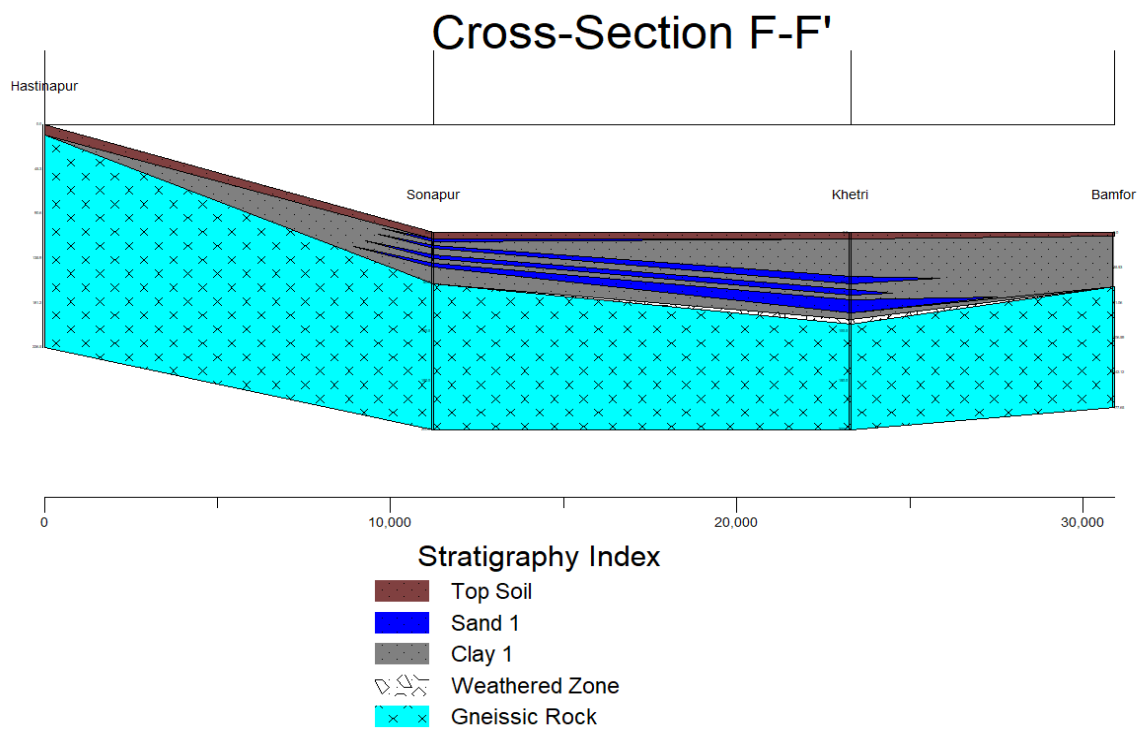 Cross-Section F-F'
Hastinapur
Sonapur
Khetri
Bamfor
0
10,000
20,000
30,000
Stratigraphy Index
Top Soil
Sand 1
Clay 1
Weathered Zone
Gneissic Rock